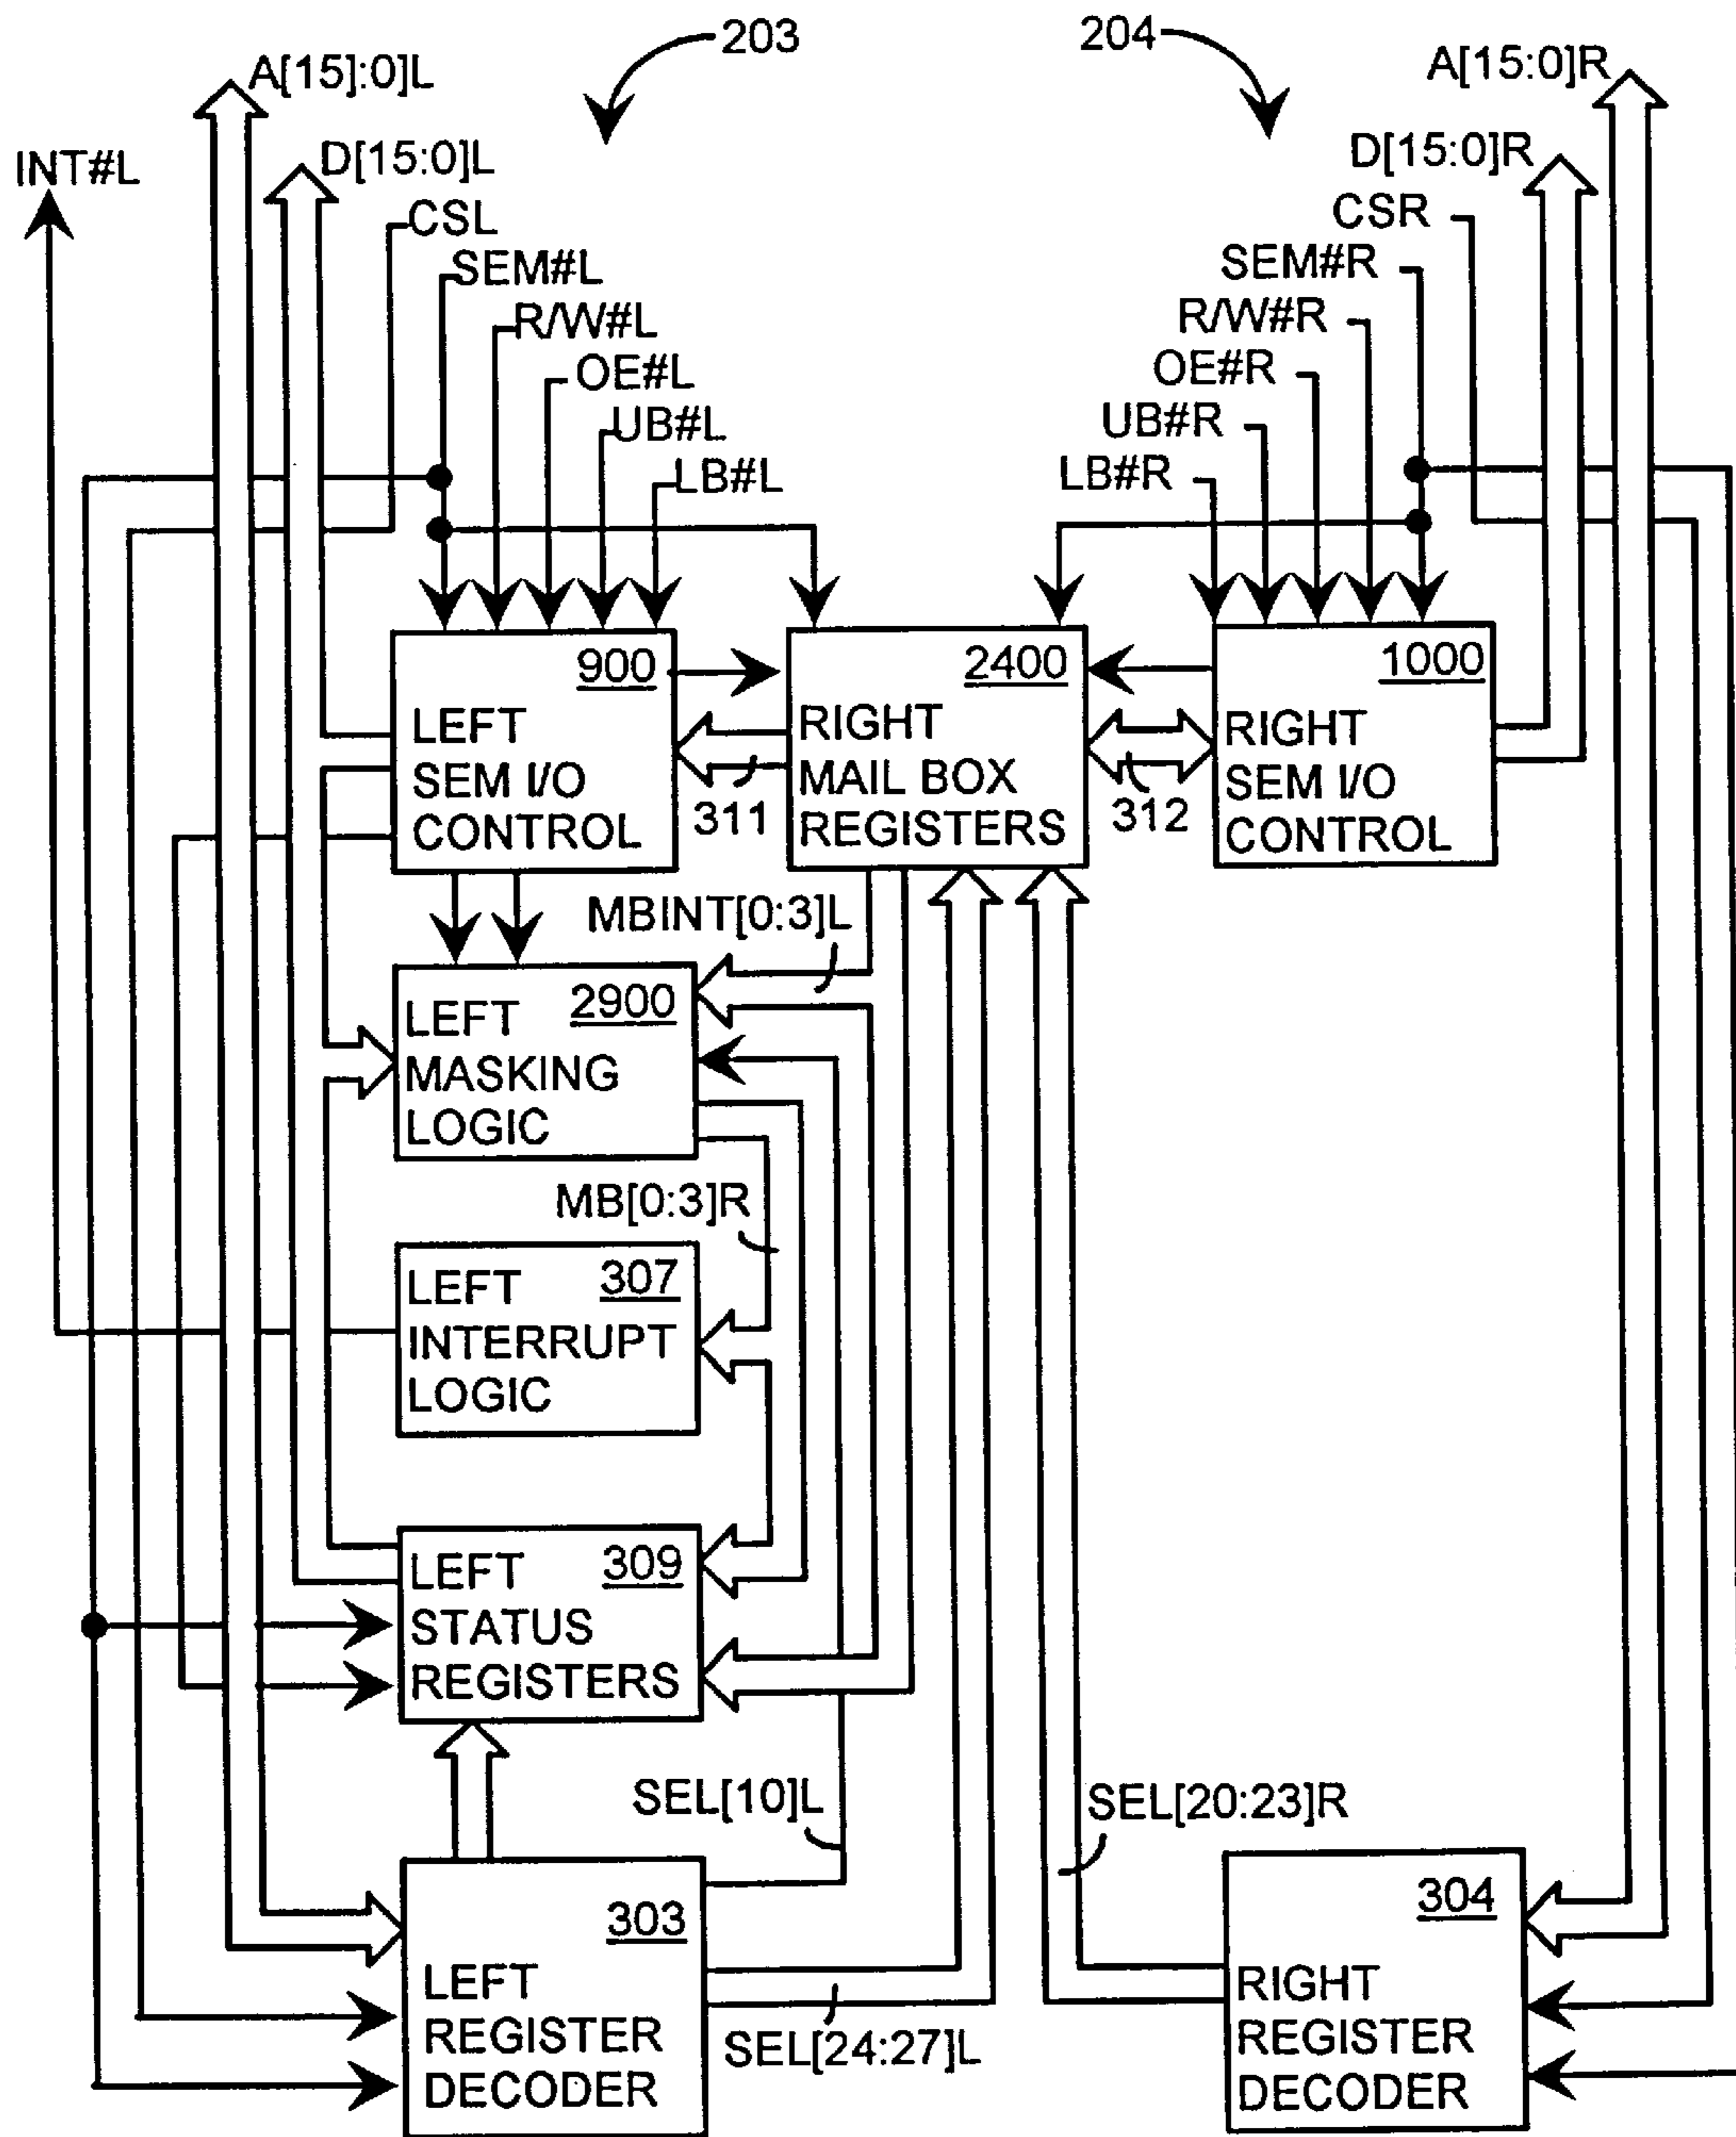 203
204
A[15]:0]L
A[15:0]R
INT#L
D[15:0]L
D[15:0]R
CSL
CSR
SEM#L
SEM#R
R/W#L
R/W#R
OE#L
OE#R
UB#L
UB#R
LB#L
LB#R
900
LEFT
SEM I/O
CONTROL
311
2400
RIGHT
MAIL BOX
REGISTERS
312
1000
RIGHT
SEM I/O
CONTROL
MBINT[0:3]L
2900
LEFT
MASKING
LOGIC
MB[0:3]R
307
LEFT
INTERRUPT
LOGIC
309
LEFT
STATUS
REGISTERS
SEL[10]L
SEL[20:23]R
303
LEFT
REGISTER
DECODER
SEL[24:27]L
304
RIGHT
REGISTER
DECODER